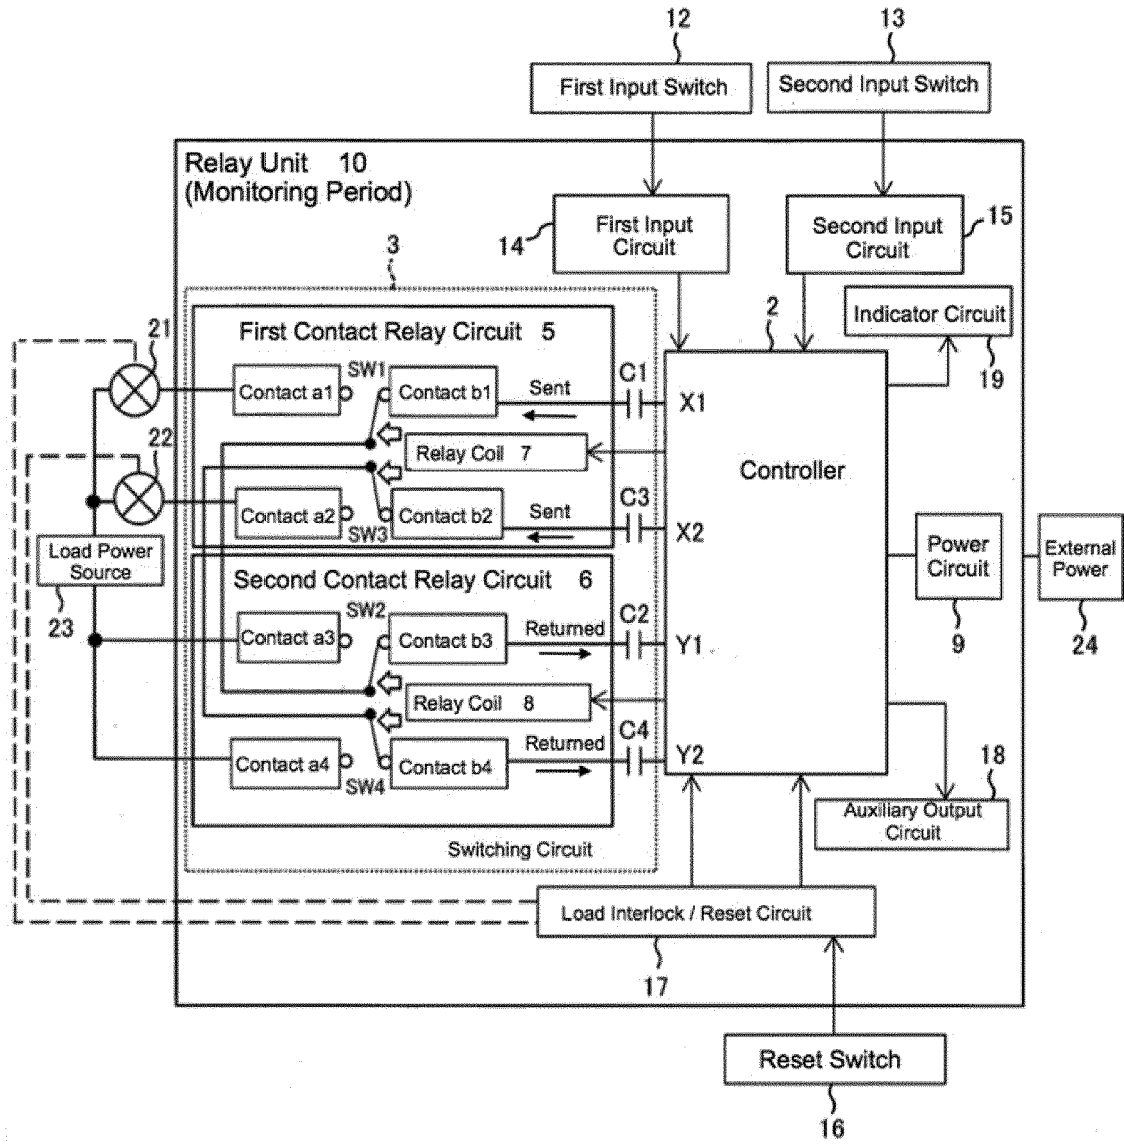 12
13
First Input Switch
Second Input Switch
Relay Unit 10
(Monitoring Period)
14
First Input
Circuit
Second Input
Circuit
15
3
2
Indicator Circuit
19
21
First Contact Relay Circuit 5
SW1
Contact a1
Contact b1
Sent
C1
X1
Relay Coil 7
Controller
22
Contact a2
SW3
Contact b2
Sent
C3
X2
Load Power
Source
23
Power
Circuit
9
External
Power
24
Second Contact Relay Circuit 6
SW2
Contact a3
Contact b3
Returned
C2
Y1
Relay Coil 8
Contact a4
SW4
Contact b4
Returned
C4
Y2
18
Auxiliary Output
Circuit
Switching Circuit
Load Interlock / Reset Circuit
17
Reset Switch
16